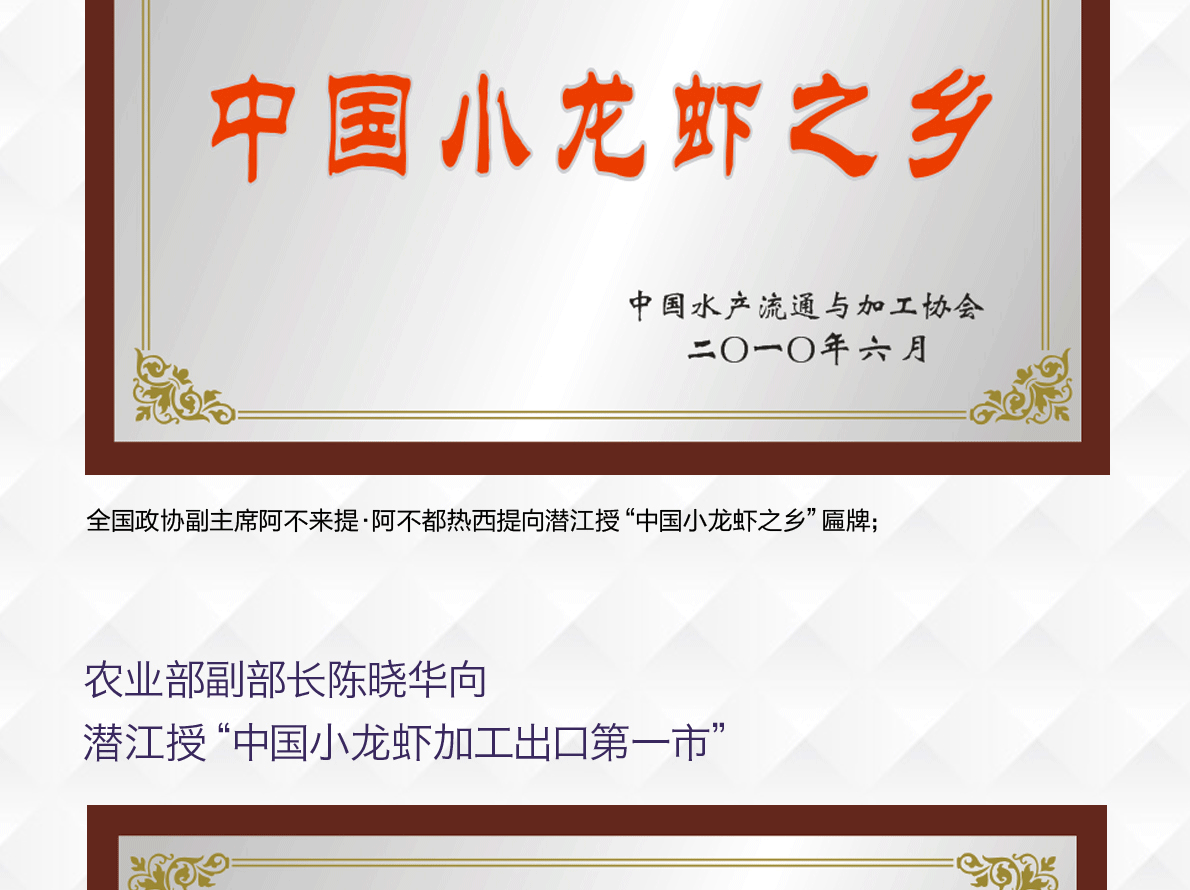 中国小龙虾之乡
中国水产流通与加工协会
二〇一〇年六月
全国政协副主席阿不来提·阿不都热西提向潜江授“中国小龙虾之乡”匾牌；
农业部副部长陈晓华向
潜江授“中国小龙虾加工出口第一市”